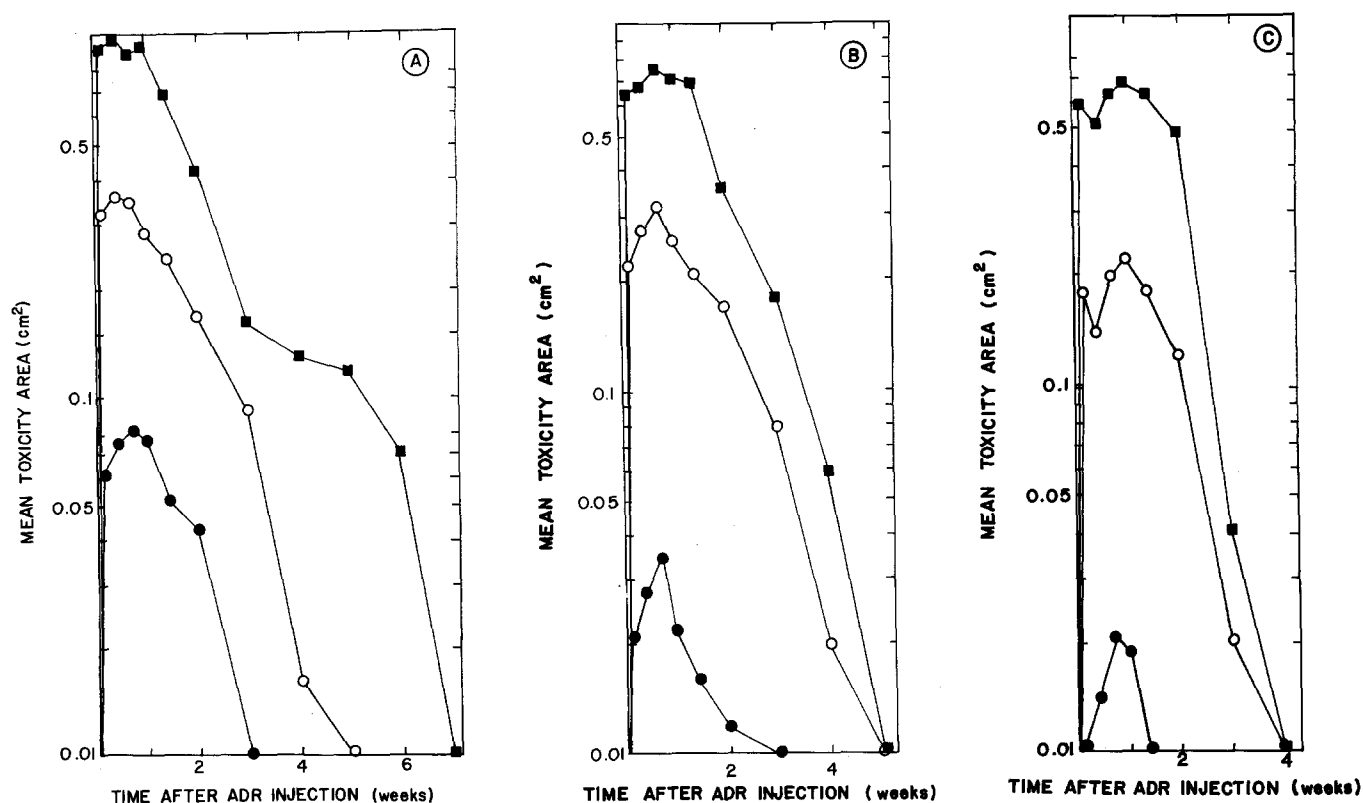 A
MEAN TOXICITY AREA (cm²)
0.5
0.1
0.05
0.01
2
4
6
TIME AFTER ADR INJECTION (weeks)
B
MEAN TOXICITY AREA (cm²)
0.5
0.1
0.05
0.01
2
4
TIME AFTER ADR INJECTION (weeks)
C
MEAN TOXICITY AREA (cm²)
0.5
0.1
0.05
0.01
2
4
TIME AFTER ADR INJECTION (weeks)